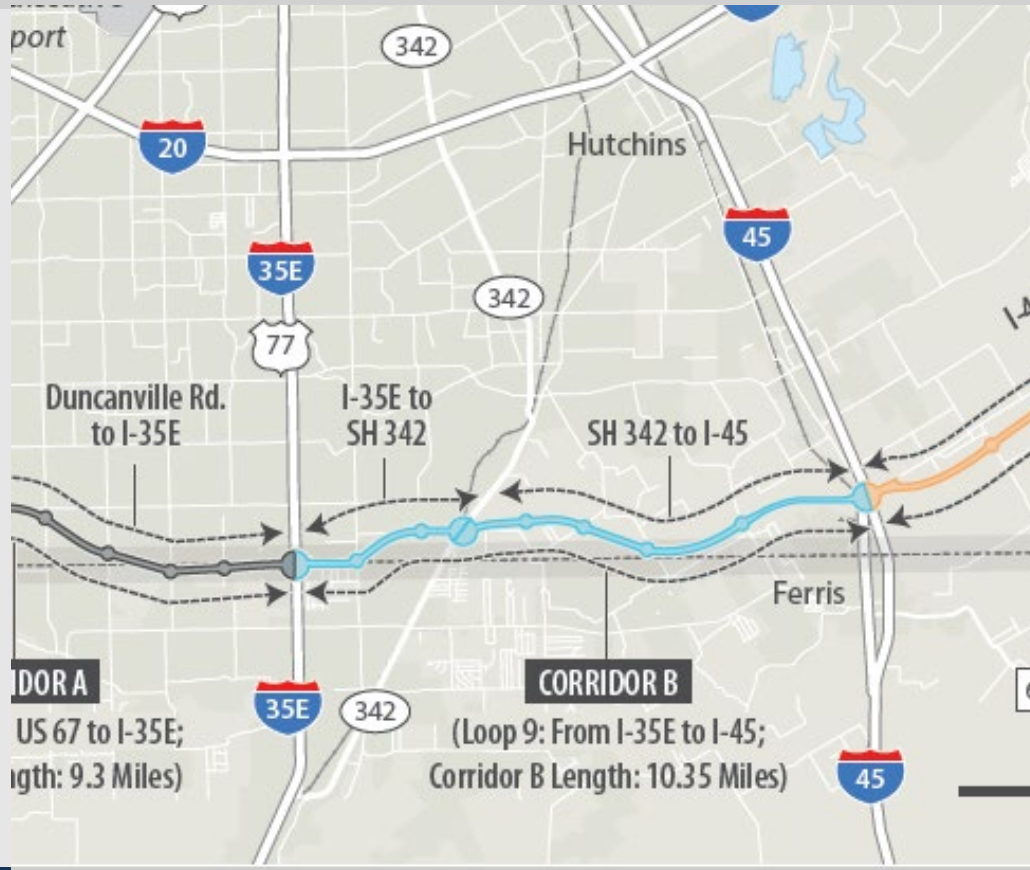 port
342
20
Hutchins
45
35E
342
77
Duncanville Rd.
to I-35E
I-35E to
SH 342
SH 342 to I-45
Ferris
IDOR A
US 67 to I-35E;
ngth: 9.3 Miles)
35E
342
CORRIDOR B
(Loop 9: From I-35E to I-45;
Corridor B Length: 10.35 Miles)
45